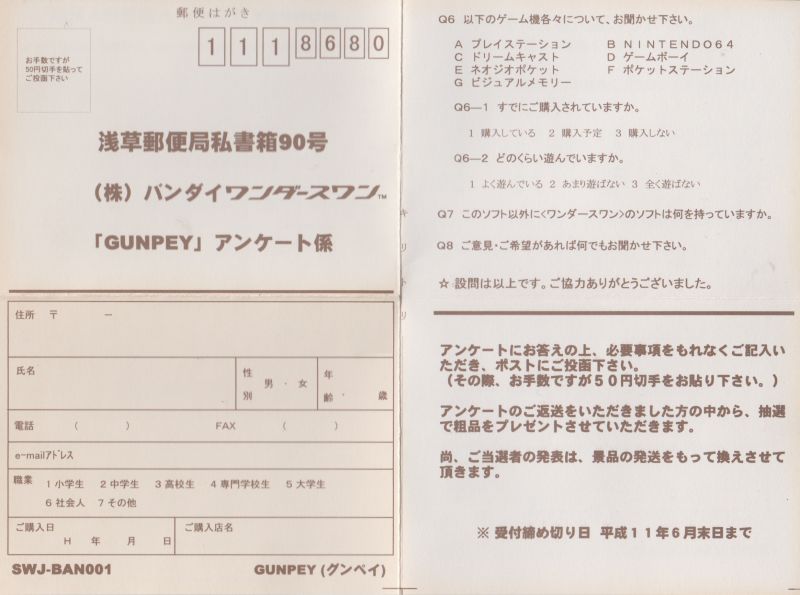 郵便はがき
お手数ですが
50円切手を貼って
ご投函下さい
1118680
浅草郵便局私書箱90号
(株)バンダイワンダースワン™
「GUNPEY」アンケート係
住所 〒 ー
氏名
性別 男・女
年齢 歳
電話 ( )
FAX ( )
e-mailアドレス
職業 1 小学生 2 中学生 3 高校生 4 専門学校生 5 大学生
6 社会人 7 その他
ご購入日
H 年 月 日
ご購入店名
SWJ-BAN001
GUNPEY (グンペイ)
キリトリ
Q6 以下のゲーム機各々について、お聞かせ下さい。
A プレイステーション B NINTENDO64
C ドリームキャスト D ゲームボーイ
E ネオジオポケット F ポケットステーション
G ビジュアルメモリー
Q6―1 すでにご購入されていますか。
1 購入している 2 購入予定 3 購入しない
Q6―2 どのくらい遊んでいますか。
1 よく遊んでいる 2 あまり遊ばない 3 全く遊ばない
Q7 このソフト以外に<ワンダースワン>のソフトは何を持っていますか。
Q8 ご意見・ご希望があれば何でもお聞かせ下さい。
☆ 設問は以上です。ご協力ありがとうございました。
アンケートにお答えの上、必要事項をもれなくご記入い
ただき、ポストにご投函下さい。
(その際、お手数ですが50円切手をお貼り下さい。)
アンケートのご返送をいただきました方の中から、抽選
で粗品をプレゼントさせていただきます。
尚、ご当選者の発表は、景品の発送をもって換えさせて
頂きます。
※ 受付締め切り日 平成11年6月末日まで